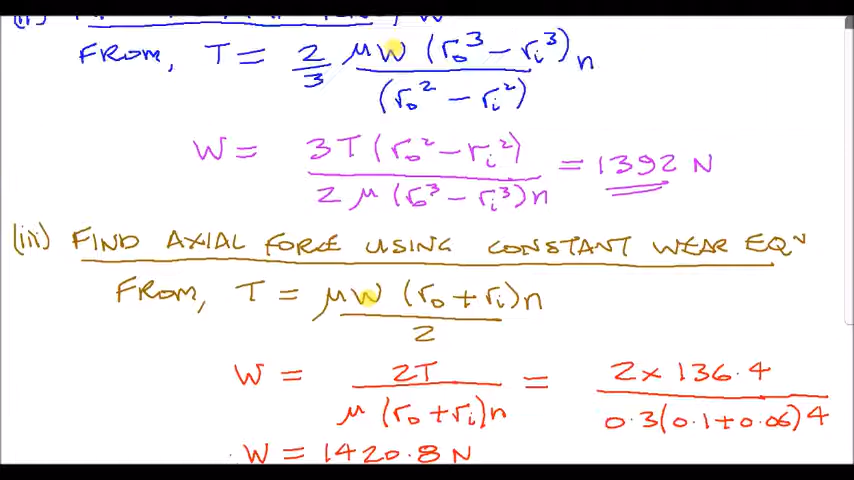 FROM, T = 2/3 μW (ro³ − ri³)n / (ro² − ri²)
W = 3T (ro² − ri²) / 2 μ (ro³ − ri³)n = 1392 N
(iii) FIND AXIAL FORCE USING CONSTANT WEAR EQN
FROM, T = μW (ro + ri)n / 2
W = 2T / μ (ro + ri)n = 2 × 136.4 / 0.3(0.1+0.06)4
W = 1420.8 N